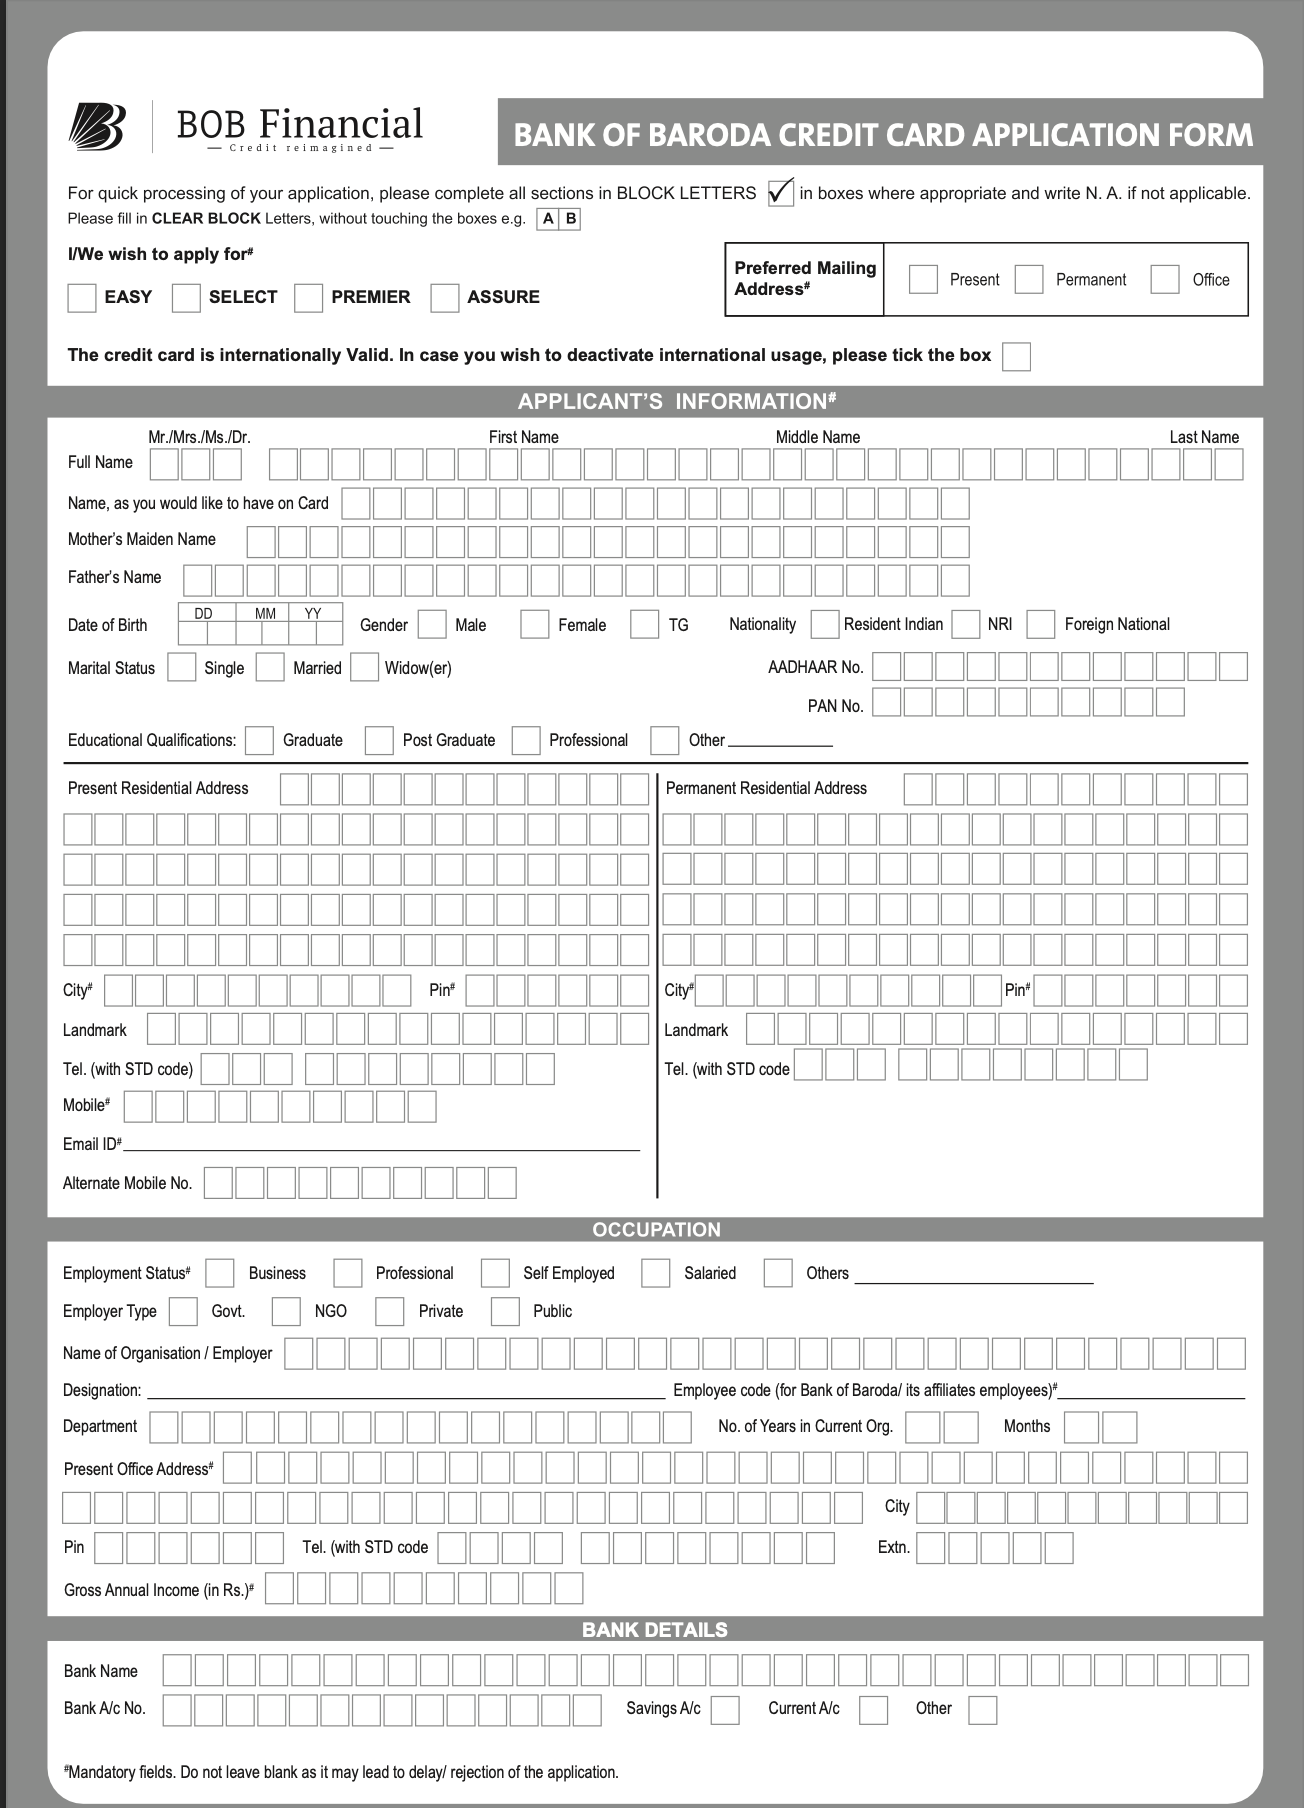 BOB Financial
Credit reimagined
BANK OF BARODA CREDIT CARD APPLICATION FORM
For quick processing of your application, please complete all sections in BLOCK LETTERS ✓ in boxes where appropriate and write N. A. if not applicable.
Please fill in CLEAR BLOCK Letters, without touching the boxes e.g. A B
I/We wish to apply for#
EASY SELECT PREMIER ASSURE
Preferred Mailing Address# Present Permanent Office
The credit card is internationally Valid. In case you wish to deactivate international usage, please tick the box
APPLICANT'S INFORMATION#
Mr./Mrs./Ms./Dr. First Name Middle Name Last Name
Full Name
Name, as you would like to have on Card
Mother's Maiden Name
Father's Name
DD MM YY
Date of Birth Gender Male Female TG Nationality Resident Indian NRI Foreign National
Marital Status Single Married Widow(er) AADHAAR No.
PAN No.
Educational Qualifications: Graduate Post Graduate Professional Other
Present Residential Address
City# Pin#
Landmark
Tel. (with STD code)
Mobile#
Email ID#
Alternate Mobile No.
Permanent Residential Address
City# Pin#
Landmark
Tel. (with STD code
OCCUPATION
Employment Status# Business Professional Self Employed Salaried Others
Employer Type Govt. NGO Private Public
Name of Organisation / Employer
Designation: Employee code (for Bank of Baroda/ its affiliates employees)#
Department No. of Years in Current Org. Months
Present Office Address#
City
Pin Tel. (with STD code Extn.
Gross Annual Income (in Rs.)#
BANK DETAILS
Bank Name
Bank A/c No. Savings A/c Current A/c Other
#Mandatory fields. Do not leave blank as it may lead to delay/ rejection of the application.